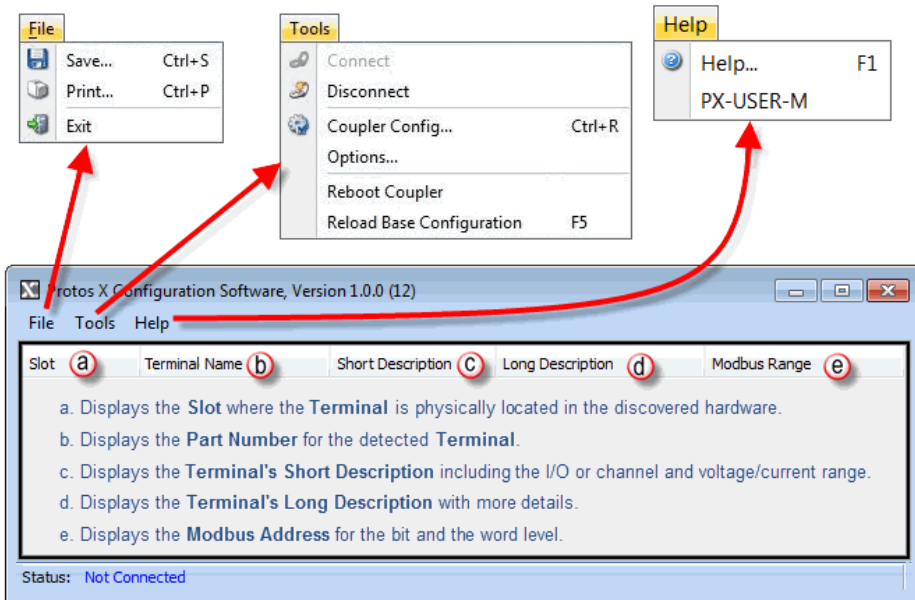 File
Save... Ctrl+S
Print... Ctrl+P
Exit
Tools
Connect
Disconnect
Coupler Config... Ctrl+R
Options...
Reboot Coupler
Reload Base Configuration F5
Help
Help... F1
PX-USER-M
Protos X Configuration Software, Version 1.0.0 (12)
File Tools Help
Slot a Terminal Name b Short Description c Long Description d Modbus Range e
a. Displays the Slot where the Terminal is physically located in the discovered hardware.
b. Displays the Part Number for the detected Terminal.
c. Displays the Terminal's Short Description including the I/O or channel and voltage/current range.
d. Displays the Terminal's Long Description with more details.
e. Displays the Modbus Address for the bit and the word level.
Status: Not Connected